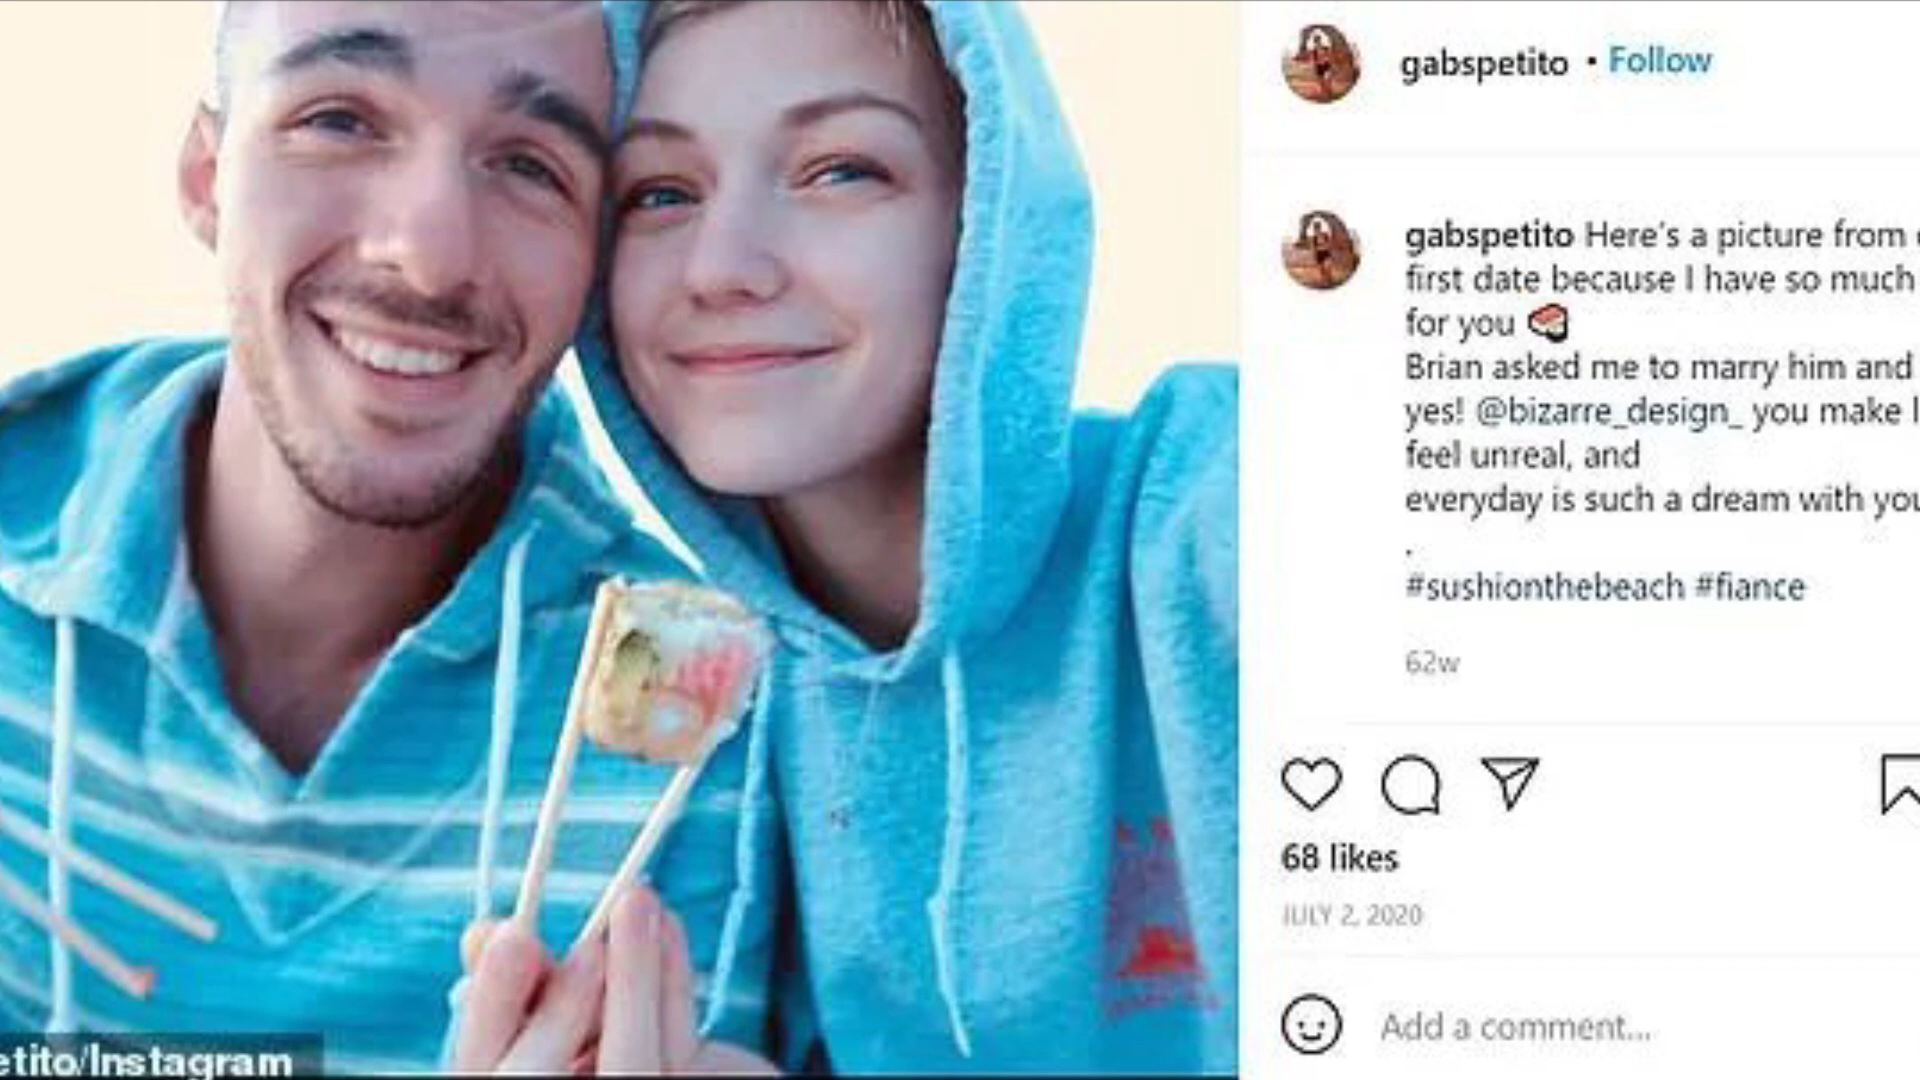 gabspetito • Follow
gabspetito Here's a picture from
first date because I have so much
for you 🍣
Brian asked me to marry him and
yes! @bizarre_design_ you make
feel unreal, and
everyday is such a dream with you
.
#sushionthebeach #fiance
62w
68 likes
JULY 2, 2020
Add a comment...
etito/Instagram